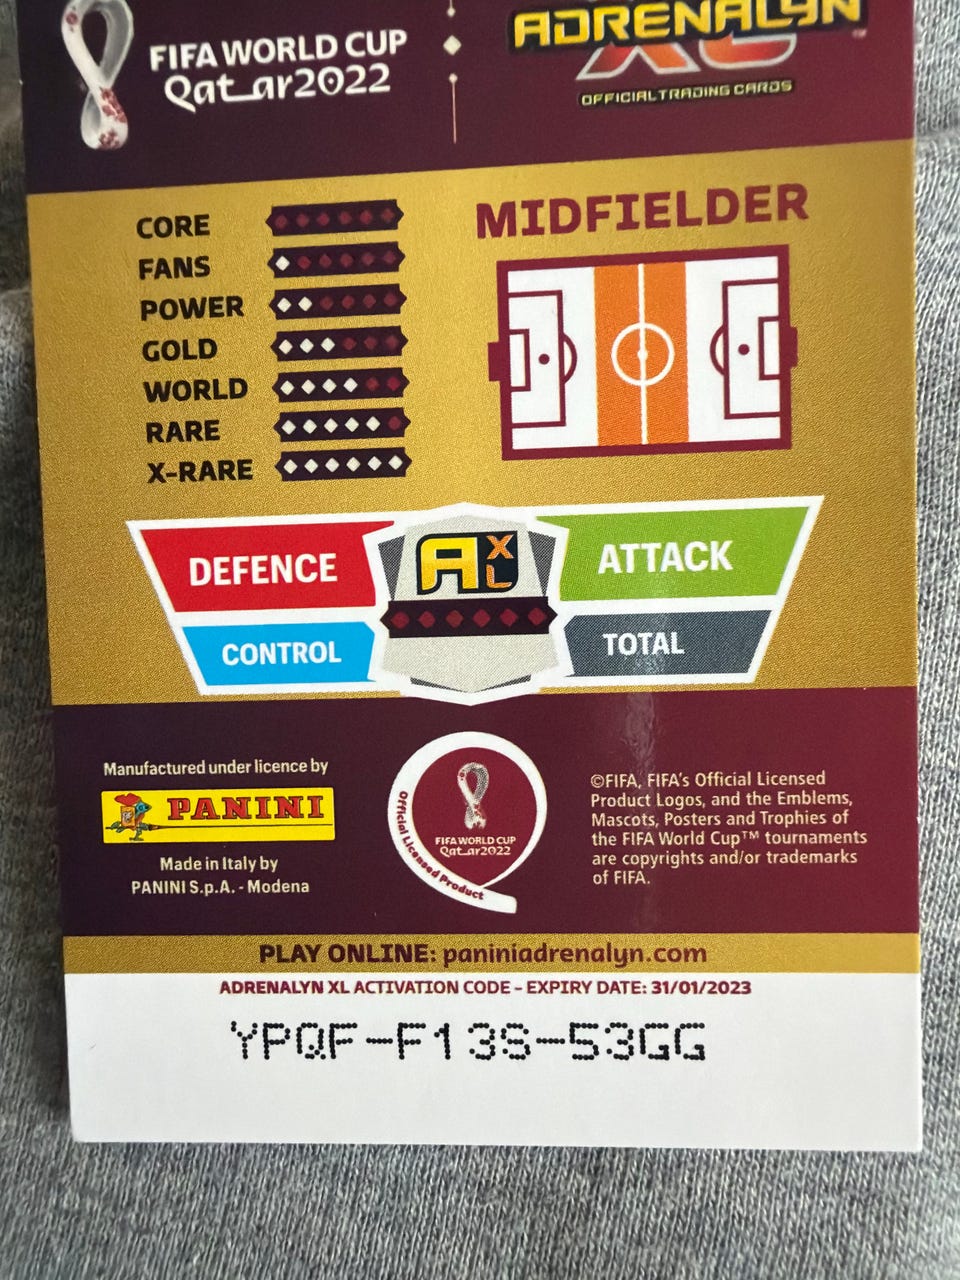 FIFA WORLD CUP
Qatar2022
ADRENALYN
XL
™
OFFICIAL TRADING CARDS
CORE
FANS
POWER
GOLD
WORLD
RARE
X-RARE
MIDFIELDER
DEFENCE
CONTROL
AXL
ATTACK
TOTAL
Manufactured under licence by
PANINI
Made in Italy by
PANINI S.p.A. - Modena
FIFA WORLD CUP
Qatar2022
Official Licensed Product
©FIFA, FIFA's Official Licensed
Product Logos, and the Emblems,
Mascots, Posters and Trophies of
the FIFA World Cup™ tournaments
are copyrights and/or trademarks
of FIFA.
PLAY ONLINE: paniniadrenalyn.com
ADRENALYN XL ACTIVATION CODE - EXPIRY DATE: 31/01/2023
YPQF-F13S-53GG